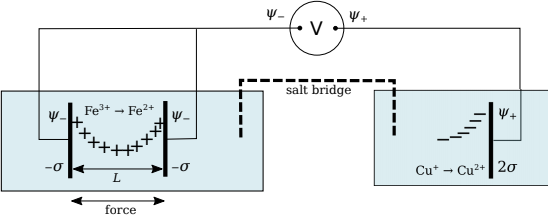 ψ₋ V ψ₊
salt bridge
ψ₋ Fe³⁺ → Fe²⁺ ψ₋
ψ₊
−σ L −σ
Cu⁺ → Cu²⁺ 2σ
force